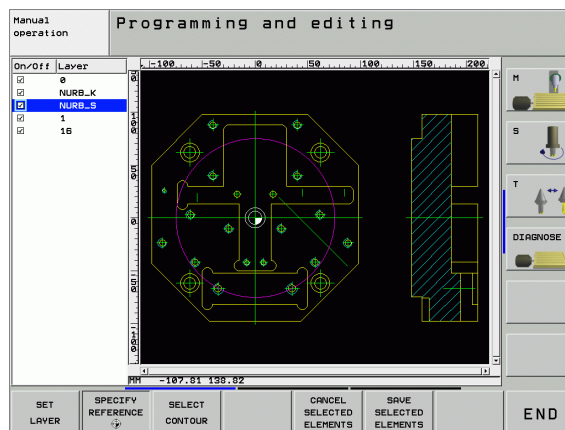 Manual
operation
Programming and editing
On/Off Layer
0
NURB_K
NURB_S
1
16
-100 -50 0 50 100 150 200
M
S
T
DIAGNOSE
MM -107.81 138.82
SET
LAYER
SPECIFY
REFERENCE
SELECT
CONTOUR
CANCEL
SELECTED
ELEMENTS
SAVE
SELECTED
ELEMENTS
END